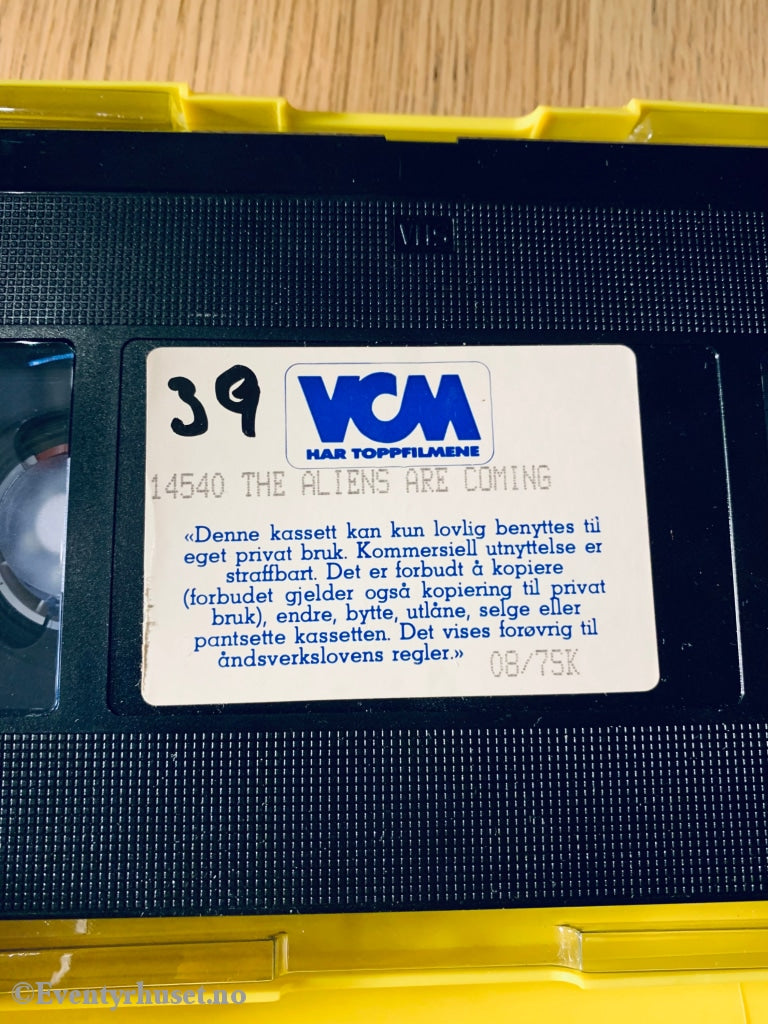 VHS
39
VCM
HAR TOPPFILMENE
14540 THE ALIENS ARE COMING
«Denne kassett kan kun lovlig benyttes til
eget privat bruk. Kommersiell utnyttelse er
straffbart. Det er forbudt å kopiere
(forbudet gjelder også kopiering til privat
bruk), endre, bytte, utlåne, selge eller
pantsette kassetten. Det vises forøvrig til
åndsverkslovens regler.»
08/7SK
©Eventyrhuset.no